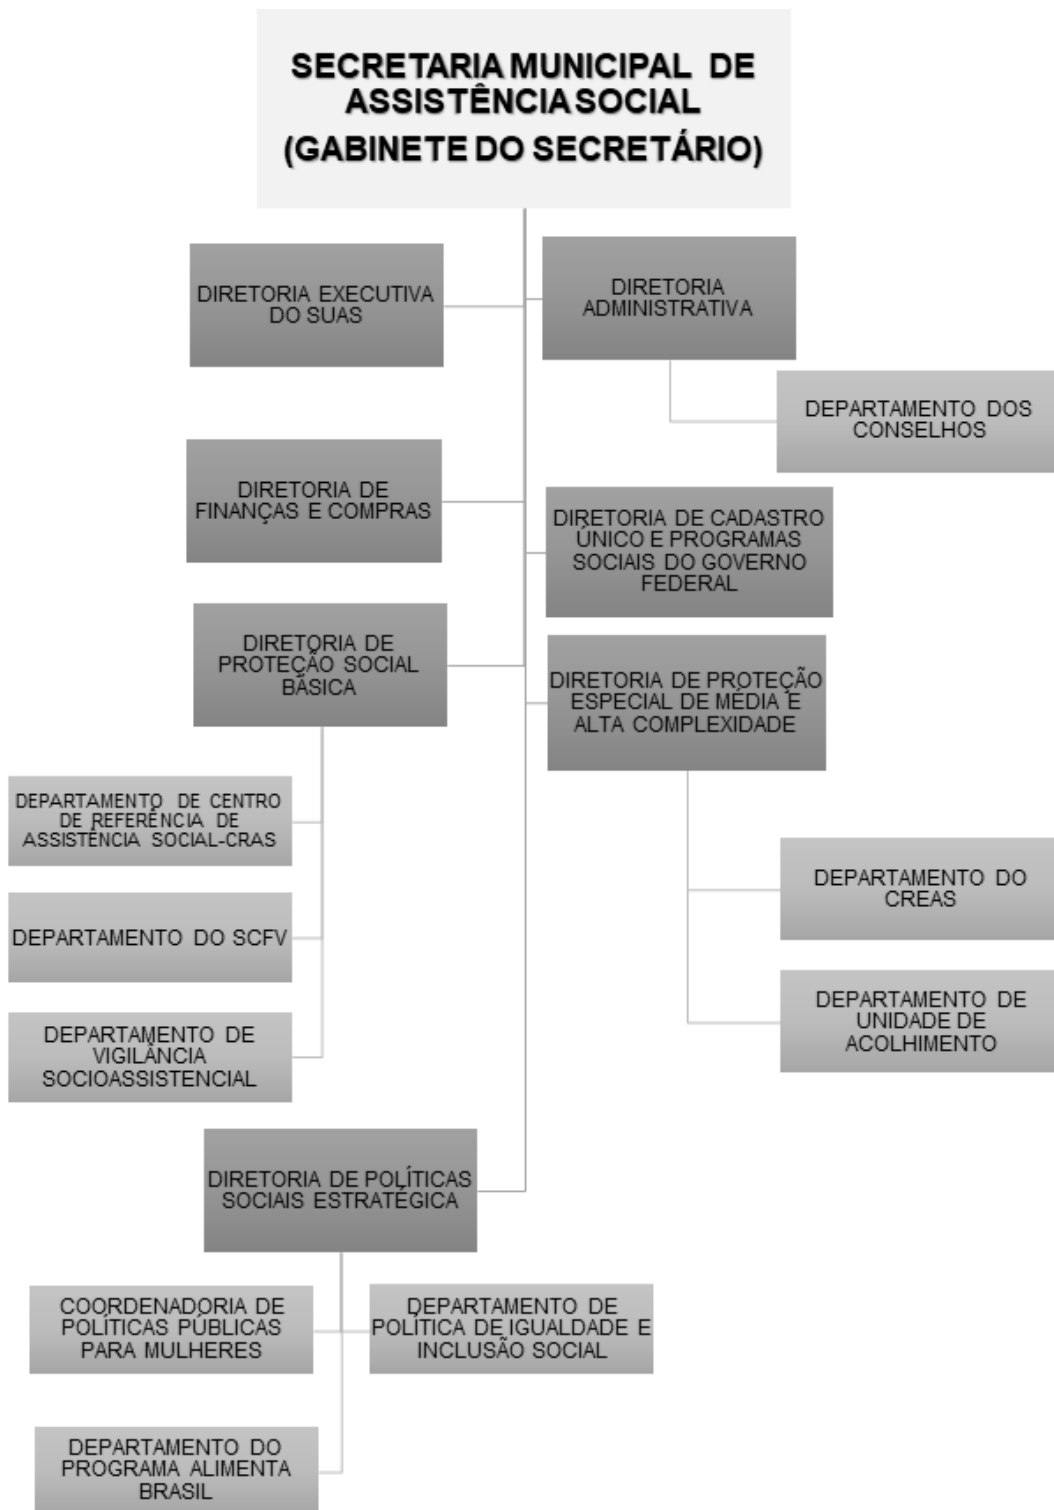 SECRETARIA MUNICIPAL DE
ASSISTÊNCIA SOCIAL
(GABINETE DO SECRETÁRIO)
DIRETORIA EXECUTIVA
DO SUAS
DIRETORIA
ADMINISTRATIVA
DEPARTAMENTO DOS
CONSELHOS
DIRETORIA DE
FINANÇAS E COMPRAS
DIRETORIA DE CADASTRO
ÚNICO E PROGRAMAS
SOCIAIS DO GOVERNO
FEDERAL
DIRETORIA DE
PROTEÇÃO SOCIAL
BÁSICA
DIRETORIA DE PROTEÇÃO
ESPECIAL DE MÉDIA E
ALTA COMPLEXIDADE
DEPARTAMENTO DE CENTRO
DE REFERÊNCIA DE
ASSISTÊNCIA SOCIAL-CRAS
DEPARTAMENTO DO SCFV
DEPARTAMENTO DE
VIGILÂNCIA
SOCIOASSISTENCIAL
DEPARTAMENTO DO
CREAS
DEPARTAMENTO DE
UNIDADE DE
ACOLHIMENTO
DIRETORIA DE POLÍTICAS
SOCIAIS ESTRATÉGICA
COORDENADORIA DE
POLÍTICAS PÚBLICAS
PARA MULHERES
DEPARTAMENTO DE
POLÍTICA DE IGUALDADE E
INCLUSÃO SOCIAL
DEPARTAMENTO DO
PROGRAMA ALIMENTA
BRASIL